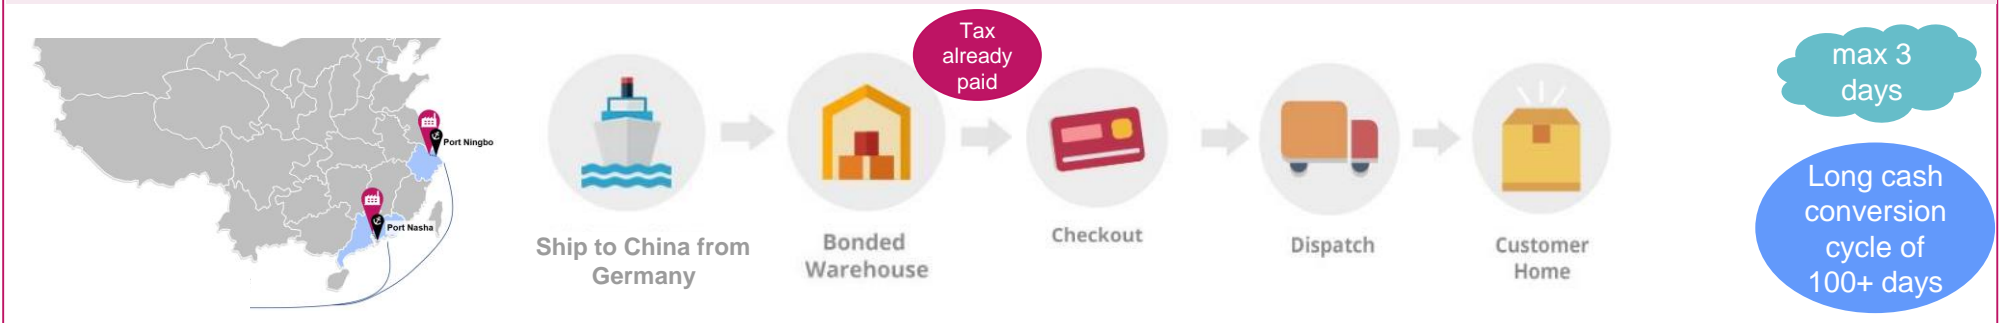 Port Ningbo
Port Nasha
Ship to China from
Germany
Bonded
Warehouse
Tax
already
paid
Checkout
Dispatch
Customer
Home
max 3
days
Long cash
conversion
cycle of
100+ days